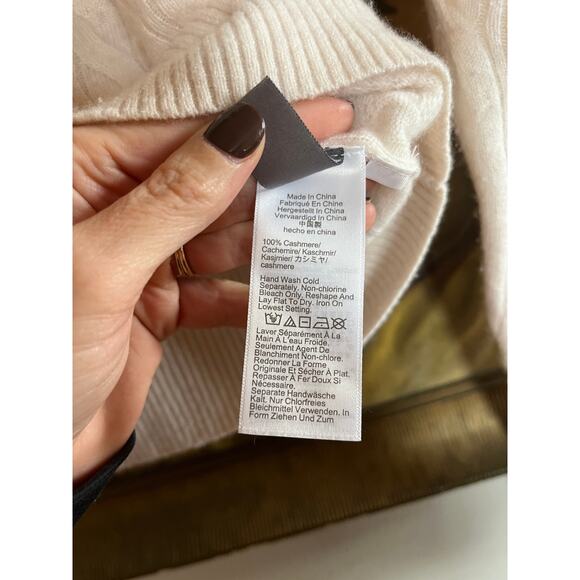 Made In China
Fabriqué En Chine
Hergestellt In China
Vervaardigd In China
中国製
hecho en china
100% Cashmere/
Cachemire/ Kaschmir/
Kasjmier/ カシミヤ/
cashmere
Hand Wash Cold
Separately, Non-chlorine
Bleach Only, Reshape And
Lay Flat To Dry. Iron On
Lowest Setting.
Laver Séparément À La
Main À L'eau Froide.
Seulement Agent De
Blanchiment Non-chloré.
Redonner La Forme
Originale Et Sécher À Plat.
Repasser À Fer Doux Si
Nécessaire.
Separate Handwäsche
Kalt. Nur Chlorfreies
Bleichmittel Verwenden. In
Form Ziehen Und Zum